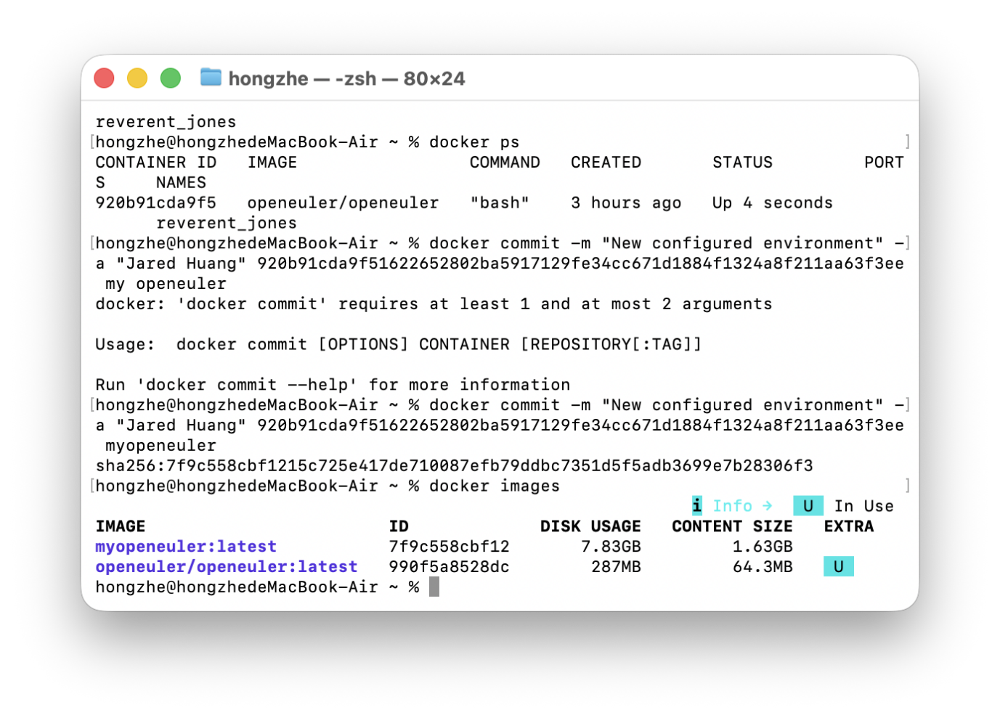 hongzhe — -zsh — 80×24
reverent_jones
[hongzhe@hongzhedeMacBook-Air ~ % docker ps ]
CONTAINER ID   IMAGE                 COMMAND   CREATED       STATUS         PORT
S     NAMES
920b91cda9f5   openeuler/openeuler   "bash"    3 hours ago   Up 4 seconds
      reverent_jones
[hongzhe@hongzhedeMacBook-Air ~ % docker commit -m "New configured environment" -]
a "Jared Huang" 920b91cda9f51622652802ba5917129fe34cc671d1884f1324a8f211aa63f3ee
 my openeuler
docker: 'docker commit' requires at least 1 and at most 2 arguments
Usage:  docker commit [OPTIONS] CONTAINER [REPOSITORY[:TAG]]
Run 'docker commit --help' for more information
[hongzhe@hongzhedeMacBook-Air ~ % docker commit -m "New configured environment" -]
a "Jared Huang" 920b91cda9f51622652802ba5917129fe34cc671d1884f1324a8f211aa63f3ee
 myopeneuler
sha256:7f9c558cbf1215c725e417de710087efb79ddbc7351d5f5adb3699e7b28306f3
[hongzhe@hongzhedeMacBook-Air ~ % docker images ]
i Info → U In Use
IMAGE                        ID             DISK USAGE   CONTENT SIZE   EXTRA
myopeneuler:latest           7f9c558cbf12       7.83GB         1.63GB
openeuler/openeuler:latest   990f5a8528dc        287MB         64.3MB    U
hongzhe@hongzhedeMacBook-Air ~ %